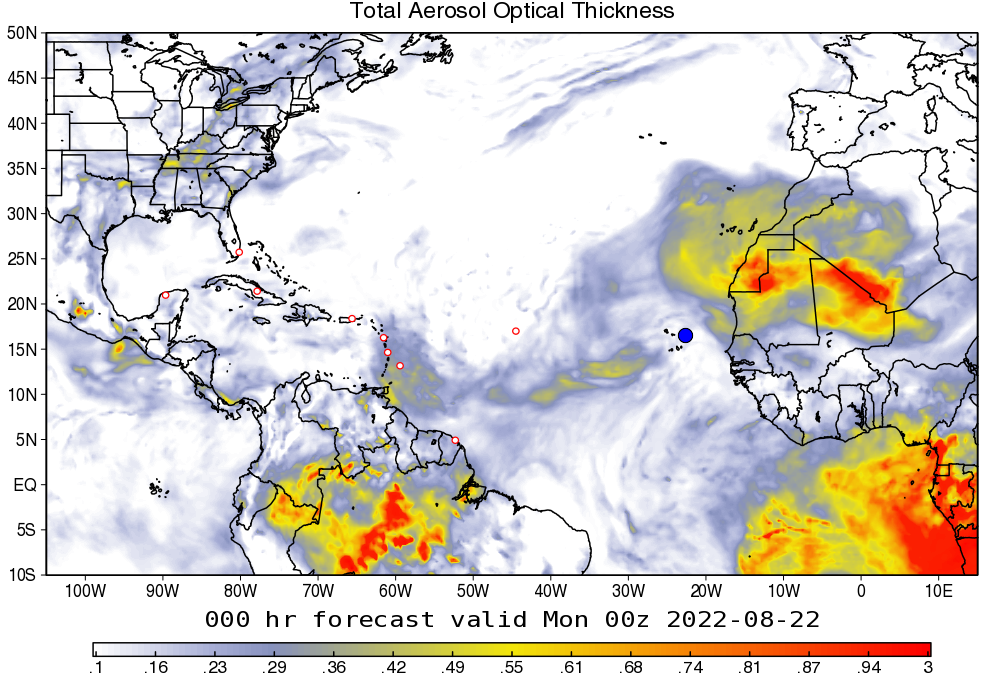 Total Aerosol Optical Thickness
50N
45N
40N
35N
30N
25N
20N
15N
10N
5N
EQ
5S
10S
100W 90W 80W 70W 60W 50W 40W 30W 20W 10W 0 10E
000 hr forecast valid Mon 00z 2022-08-22
.1 .16 .23 .29 .36 .42 .49 .55 .61 .68 .74 .81 .87 .94 3